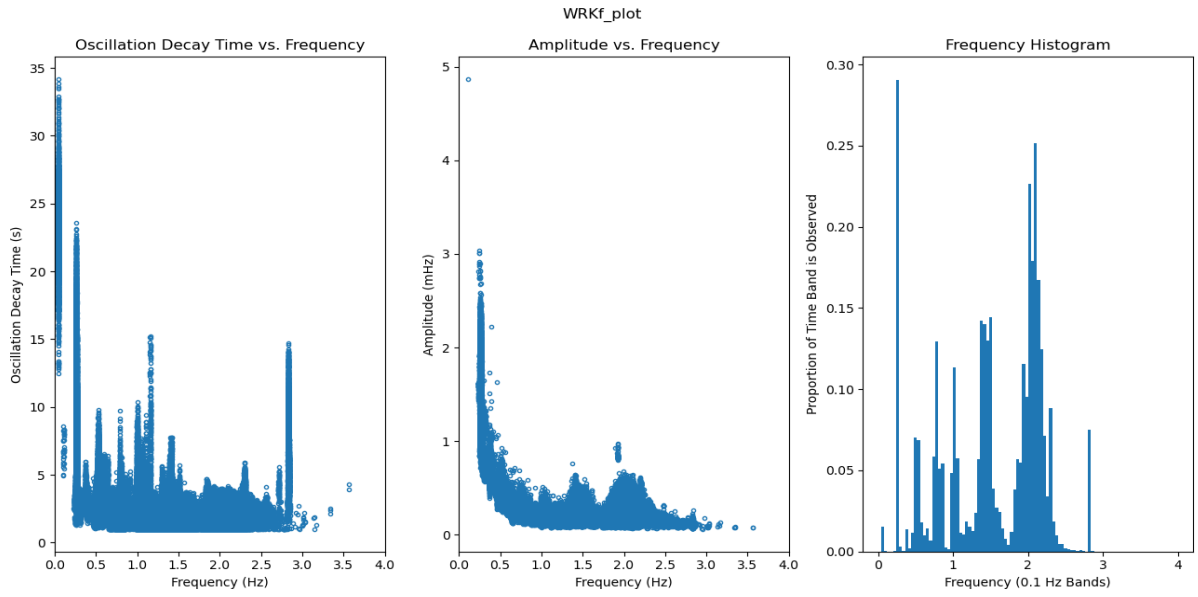 WRKf_plot
Oscillation Decay Time vs. Frequency
Oscillation Decay Time (s)
35
30
25
20
15
10
5
0
0.0 0.5 1.0 1.5 2.0 2.5 3.0 3.5 4.0
Frequency (Hz)
Amplitude vs. Frequency
Amplitude (mHz)
5
4
3
2
1
0
0.0 0.5 1.0 1.5 2.0 2.5 3.0 3.5 4.0
Frequency (Hz)
Frequency Histogram
Proportion of Time Band is Observed
0.30
0.25
0.20
0.15
0.10
0.05
0.00
0 1 2 3 4
Frequency (0.1 Hz Bands)